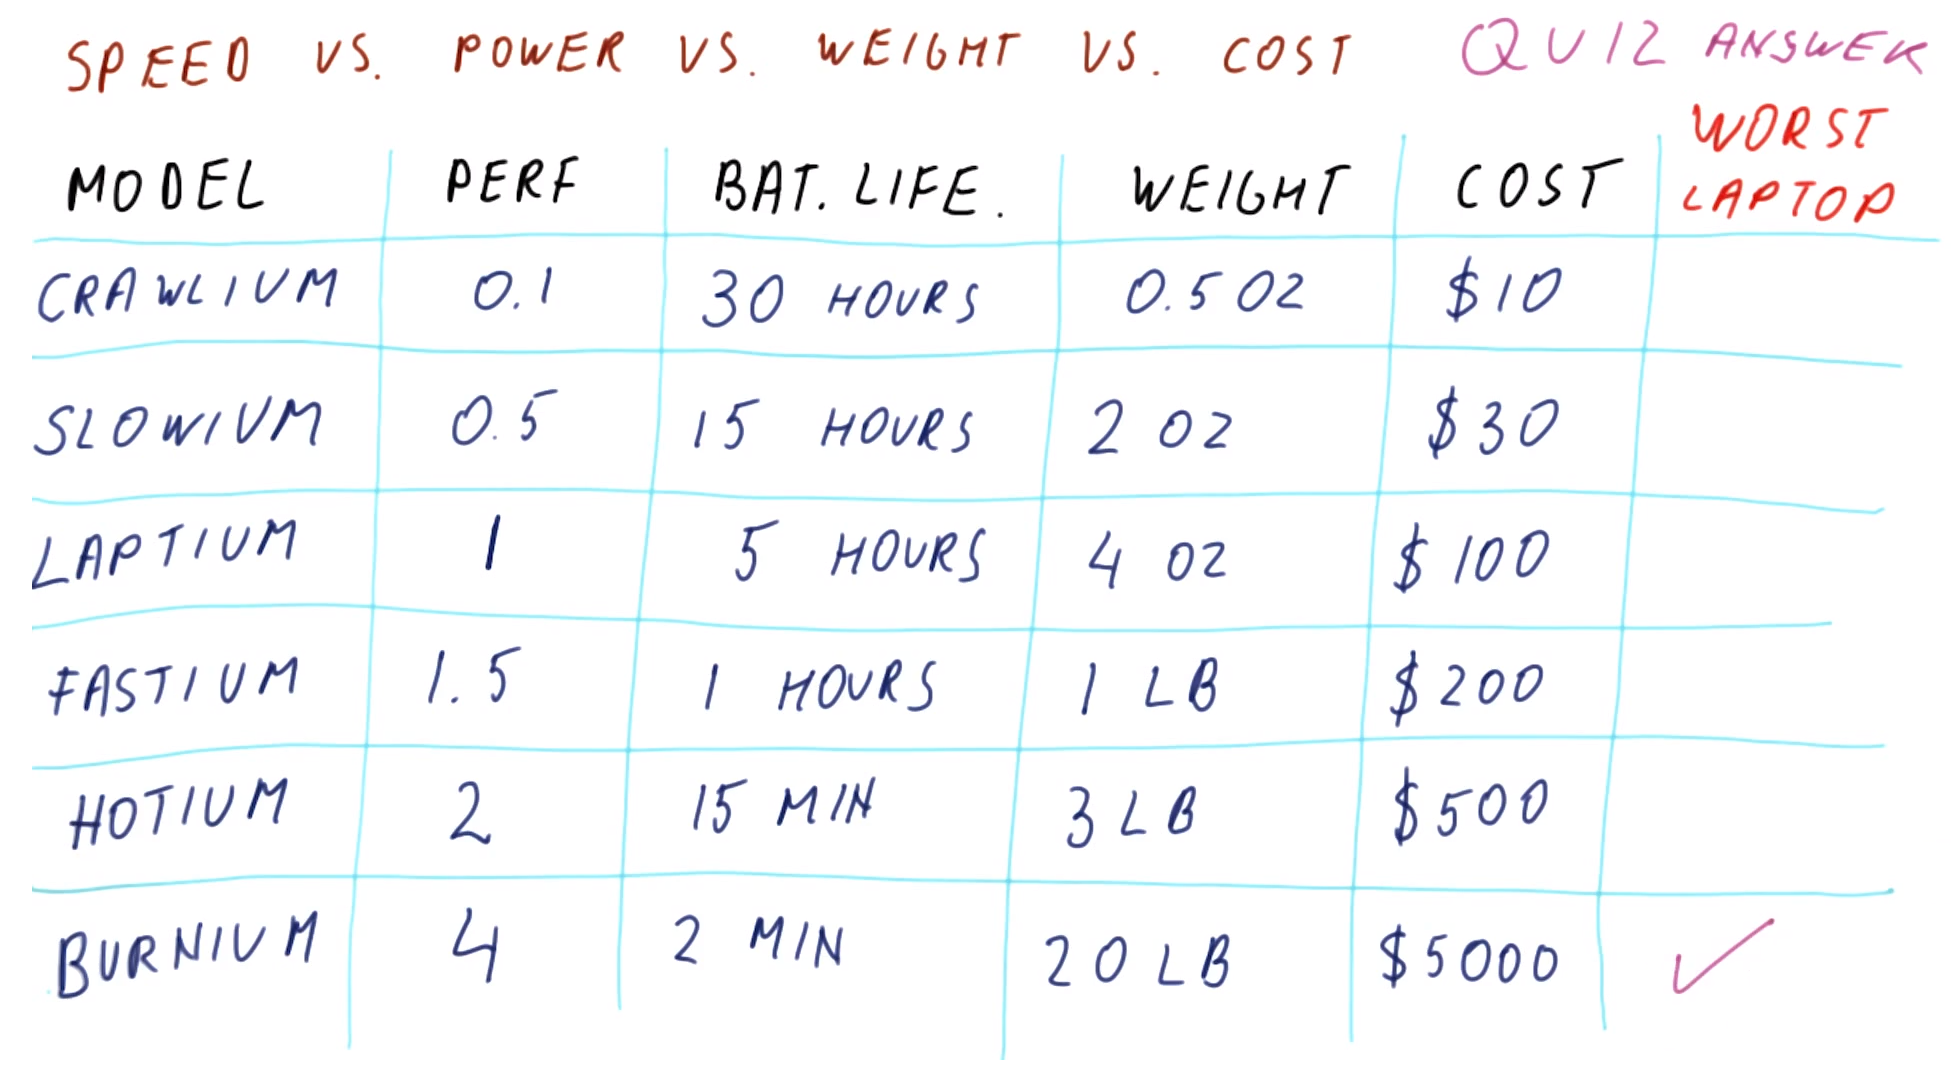 SPEED VS. POWER VS. WEIGHT VS. COST QUIZ ANSWER
WORST
LAPTOP
MODEL PERF BAT. LIFE. WEIGHT COST
CRAWLIUM 0.1 30 HOURS 0.5 OZ $10
SLOWIUM 0.5 15 HOURS 2 OZ $30
LAPTIUM 1 5 HOURS 4 OZ $100
FASTIUM 1.5 1 HOURS 1 LB $200
HOTIUM 2 15 MIN 3 LB $500
BURNIUM 4 2 MIN 20 LB $5000 ✓